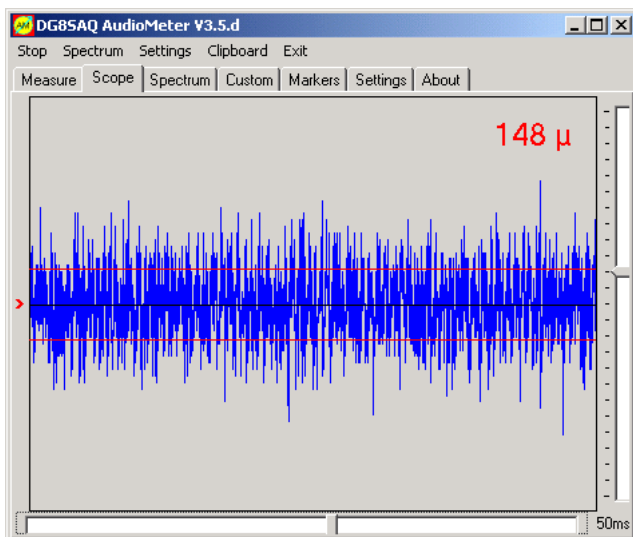 DG8SAQ AudioMeter V3.5.d
Stop Spectrum Settings Clipboard Exit
Measure Scope Spectrum Custom Markers Settings About
148 µ
50ms